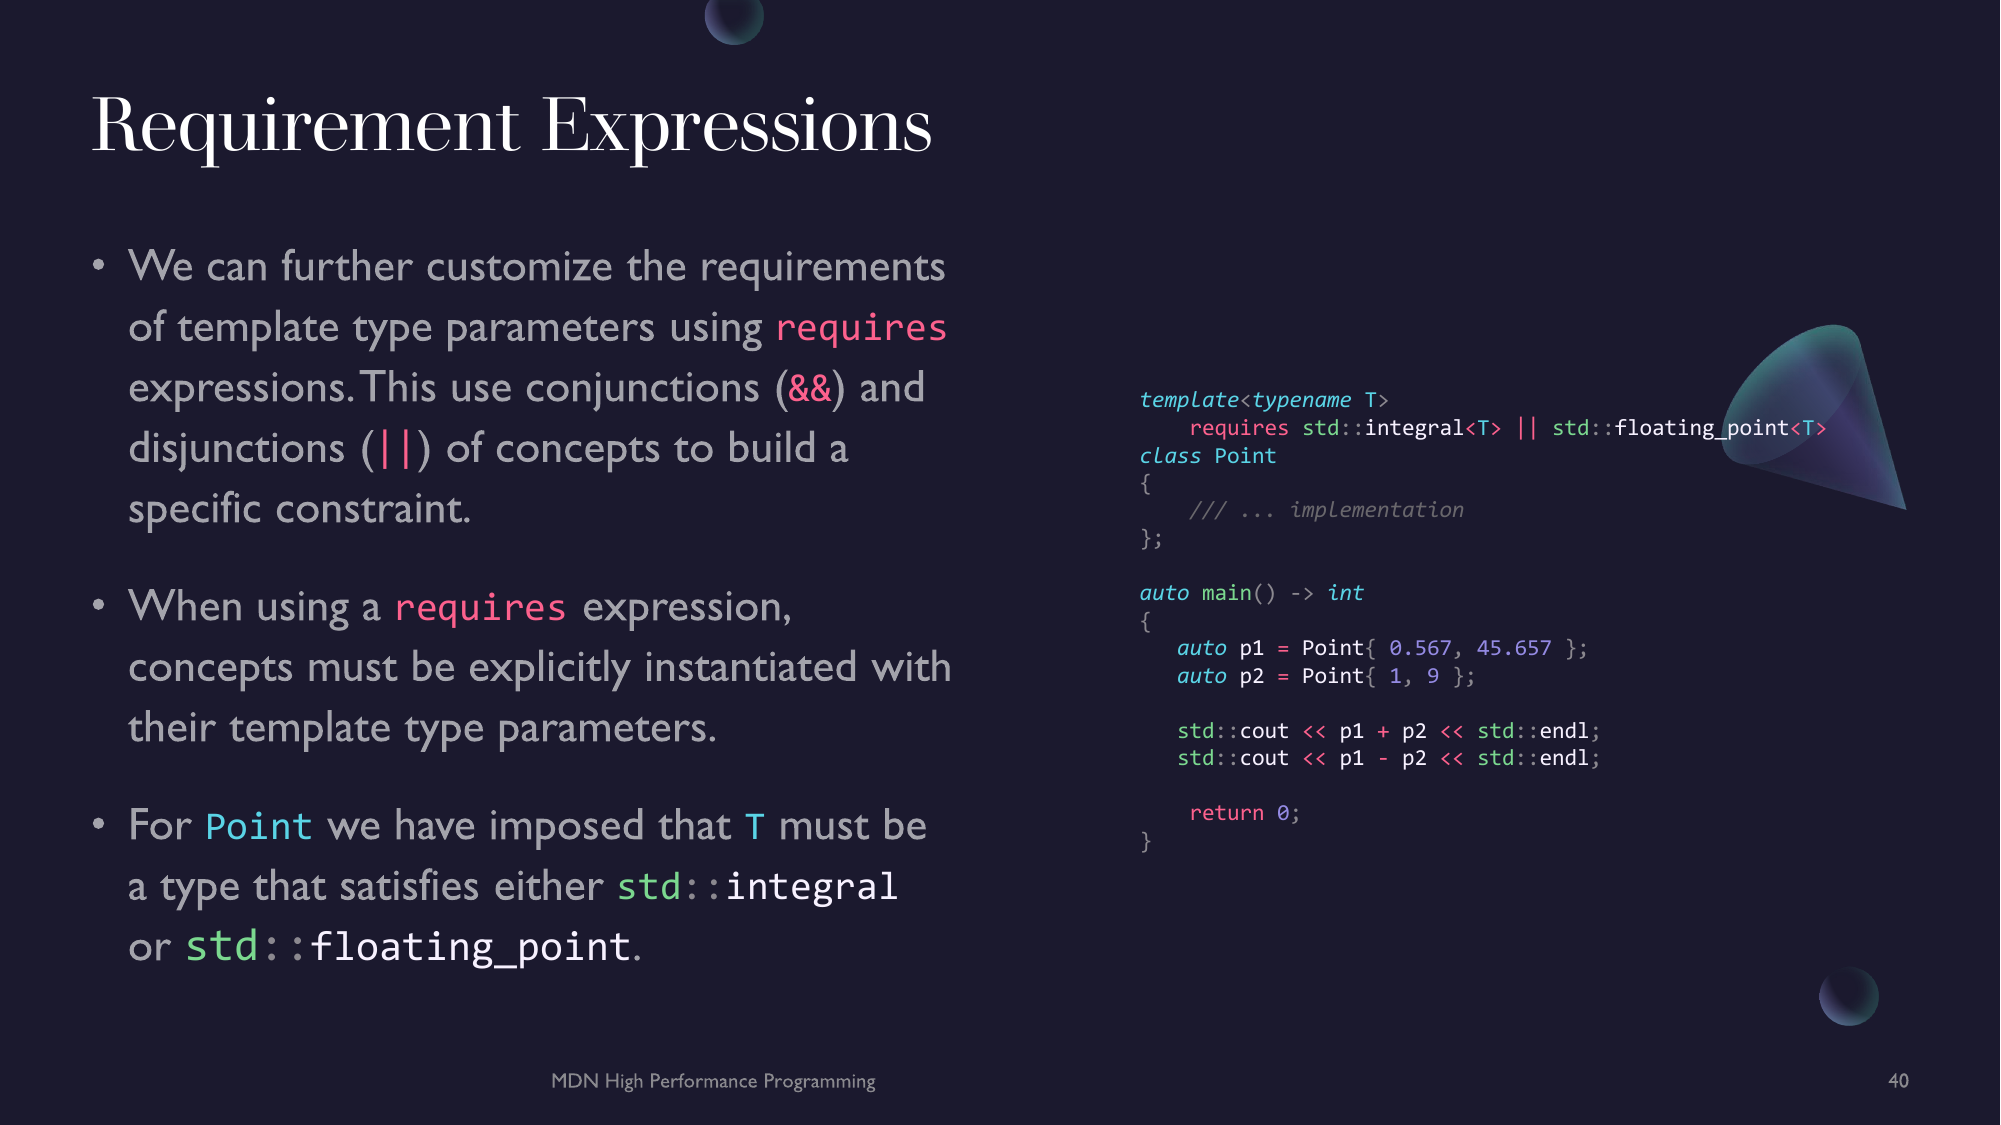 Requirement Expressions
• We can further customize the requirements
of template type parameters using requires
expressions. This use conjunctions (&&) and
disjunctions (||) of concepts to build a
specific constraint.
• When using a requires expression,
concepts must be explicitly instantiated with
their template type parameters.
• For Point we have imposed that T must be
a type that satisfies either std::integral
or std::floating_point.
template<typename T>
    requires std::integral<T> || std::floating_point<T>
class Point
{
    /// ... implementation
};
auto main() -> int
{
   auto p1 = Point{ 0.567, 45.657 };
   auto p2 = Point{ 1, 9 };
   std::cout << p1 + p2 << std::endl;
   std::cout << p1 - p2 << std::endl;
    return 0;
}
MDN High Performance Programming
40